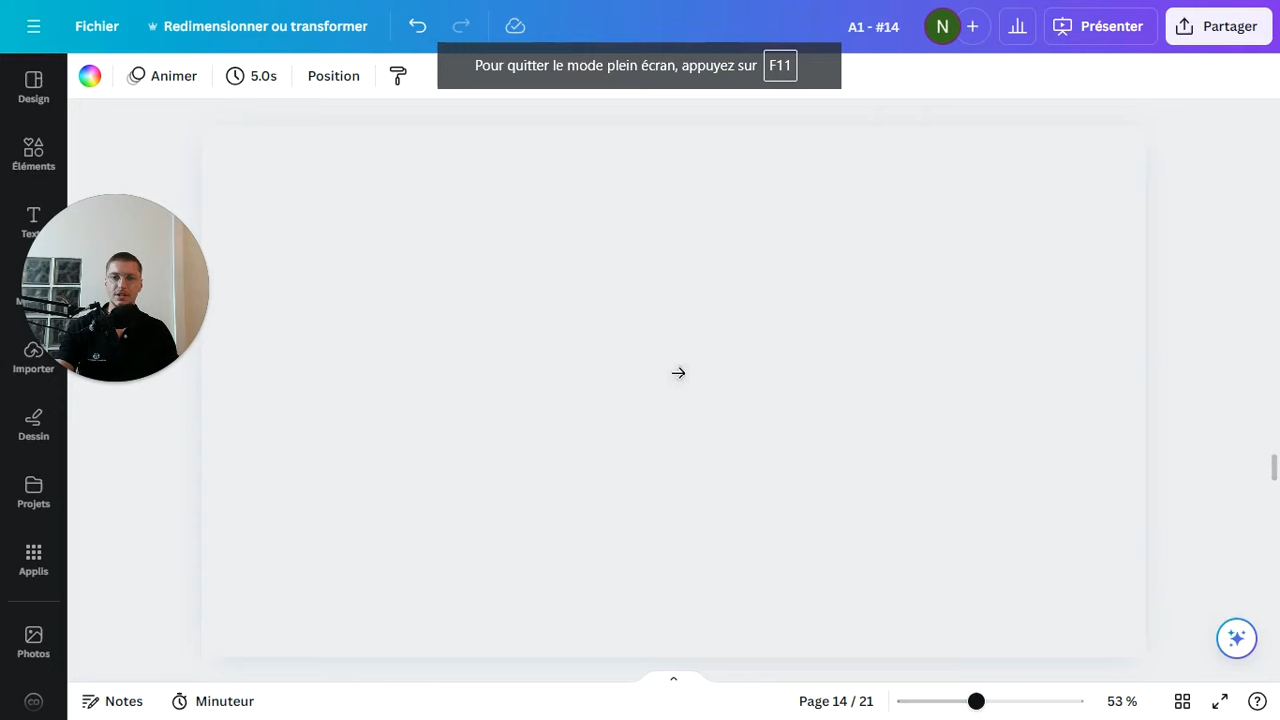 Fichier
Redimensionner ou transformer
A1 - #14
N
Présenter
Partager
Pour quitter le mode plein écran, appuyez sur F11
Animer
5.0s
Position
Design
Éléments
Importer
Dessin
Projets
Applis
Photos
Notes
Minuteur
Page 14 / 21
53 %